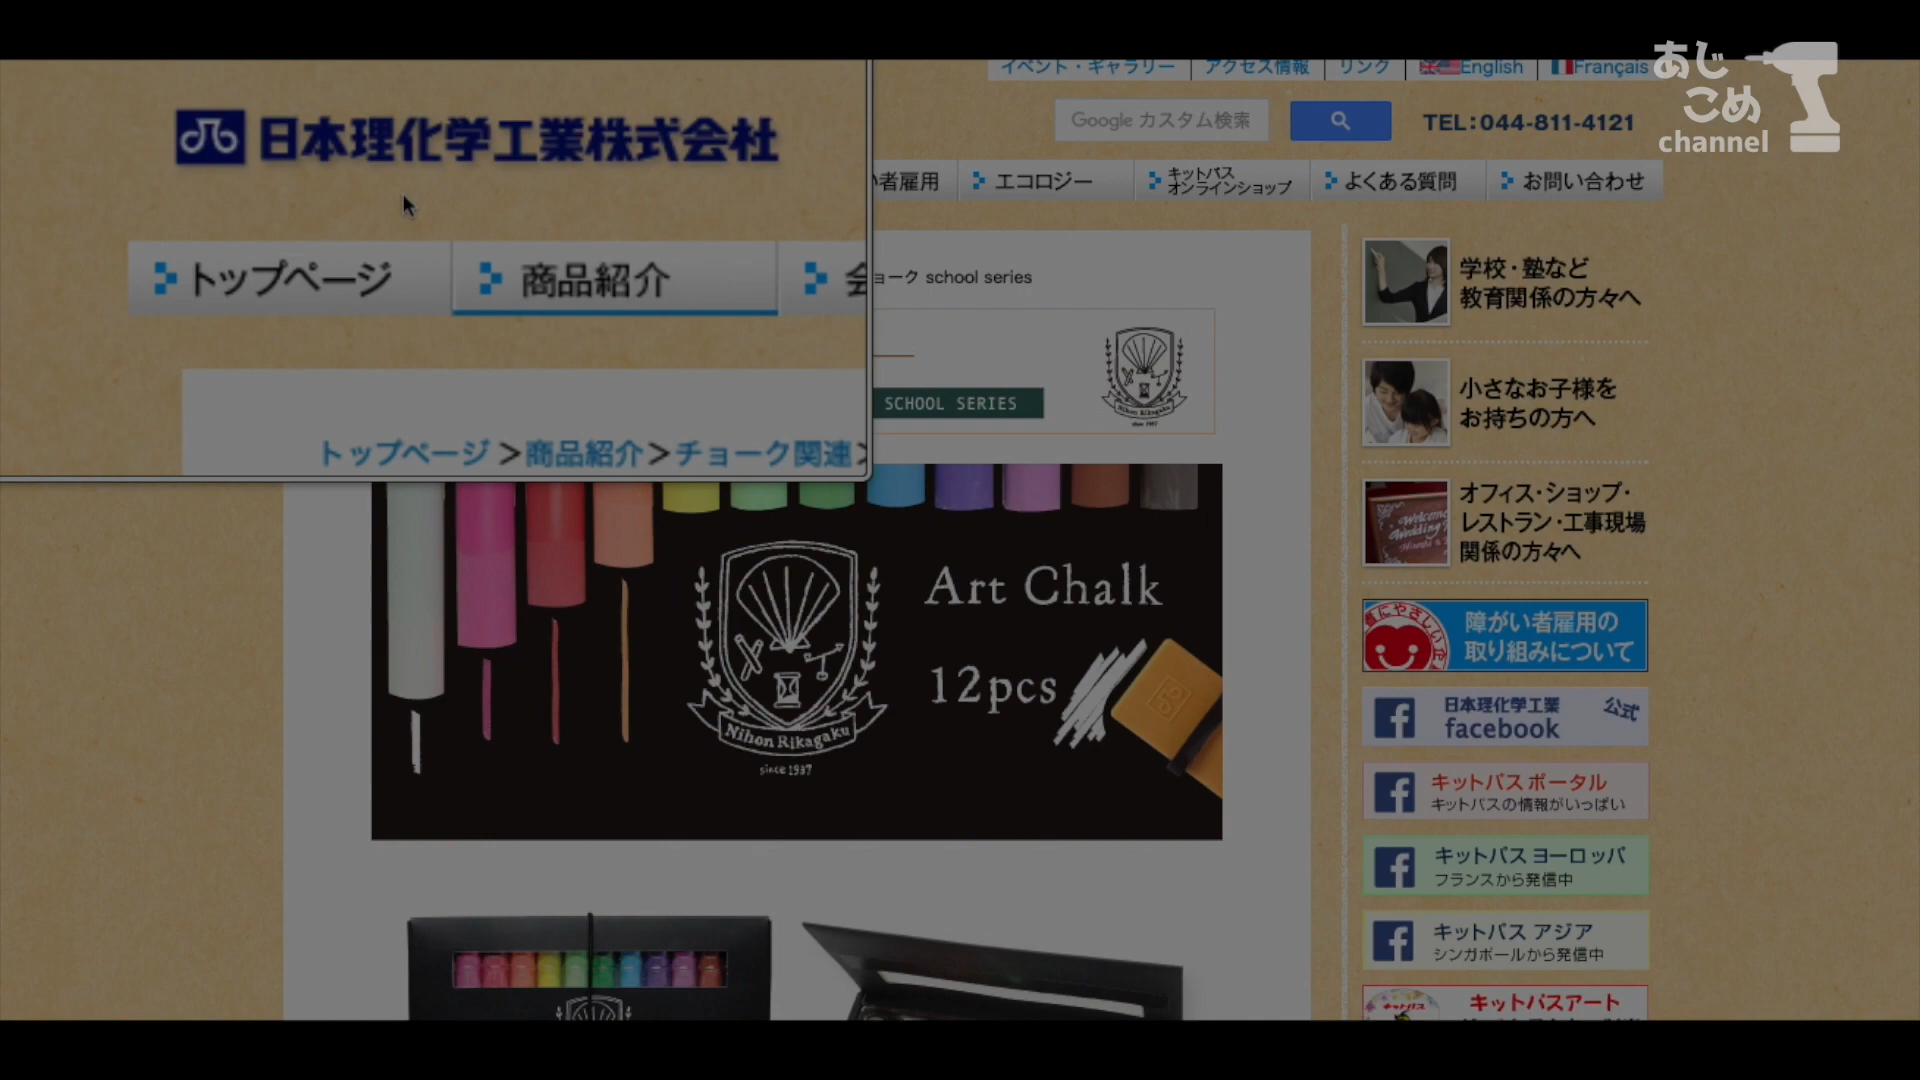 あじ
こめ
channel
イベント・ギャラリー
アクセス情報
リンク
English
Français
日本理化学工業株式会社
Google カスタム検索
TEL:044-811-4121
い者雇用
エコロジー
キットパス
オンラインショップ
よくある質問
お問い合わせ
トップページ
商品紹介
会
ョーク school series
SCHOOL SERIES
Nihon Rikagaku
since 1937
トップページ >商品紹介>チョーク関連>
Art Chalk
12pcs
Nihon Rikagaku
since 1937
学校・塾など
教育関係の方々へ
小さなお子様を
お持ちの方へ
Welcome
Wedding
オフィス・ショップ・
レストラン・工事現場
関係の方々へ
障がい者雇用の
取り組みについて
日本理化学工業
公式
facebook
キットパス ポータル
キットパスの情報がいっぱい
キットパス ヨーロッパ
フランスから発信中
キットパス アジア
シンガポールから発信中
キットパスアート